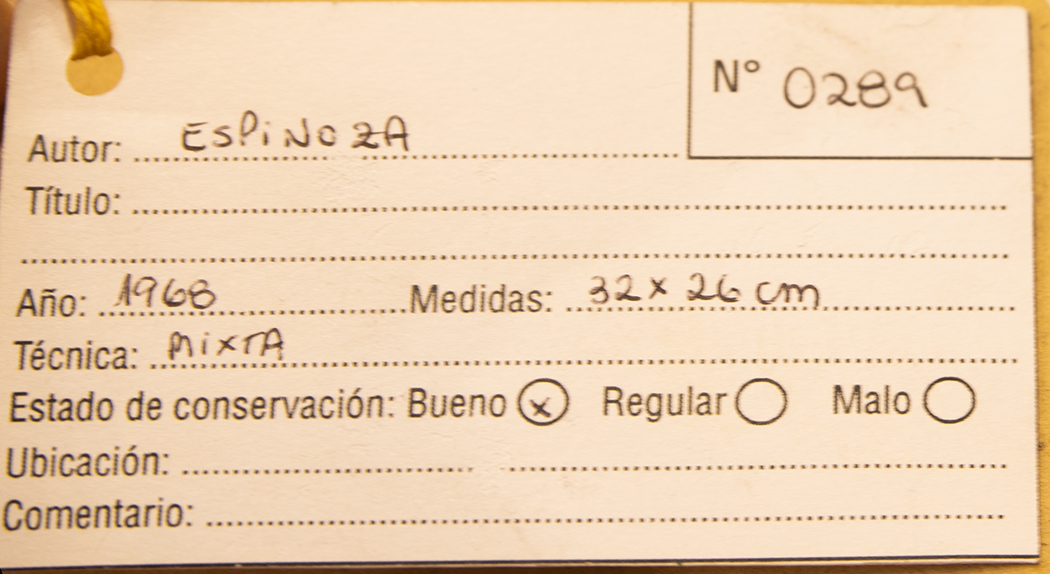 N° 0289
Autor: ESPiNOZA
Título:
Año: 1968 Medidas: 32 x 26 cm
Técnica: MixTA
Estado de conservación: Bueno x Regular Malo
Ubicación:
Comentario: